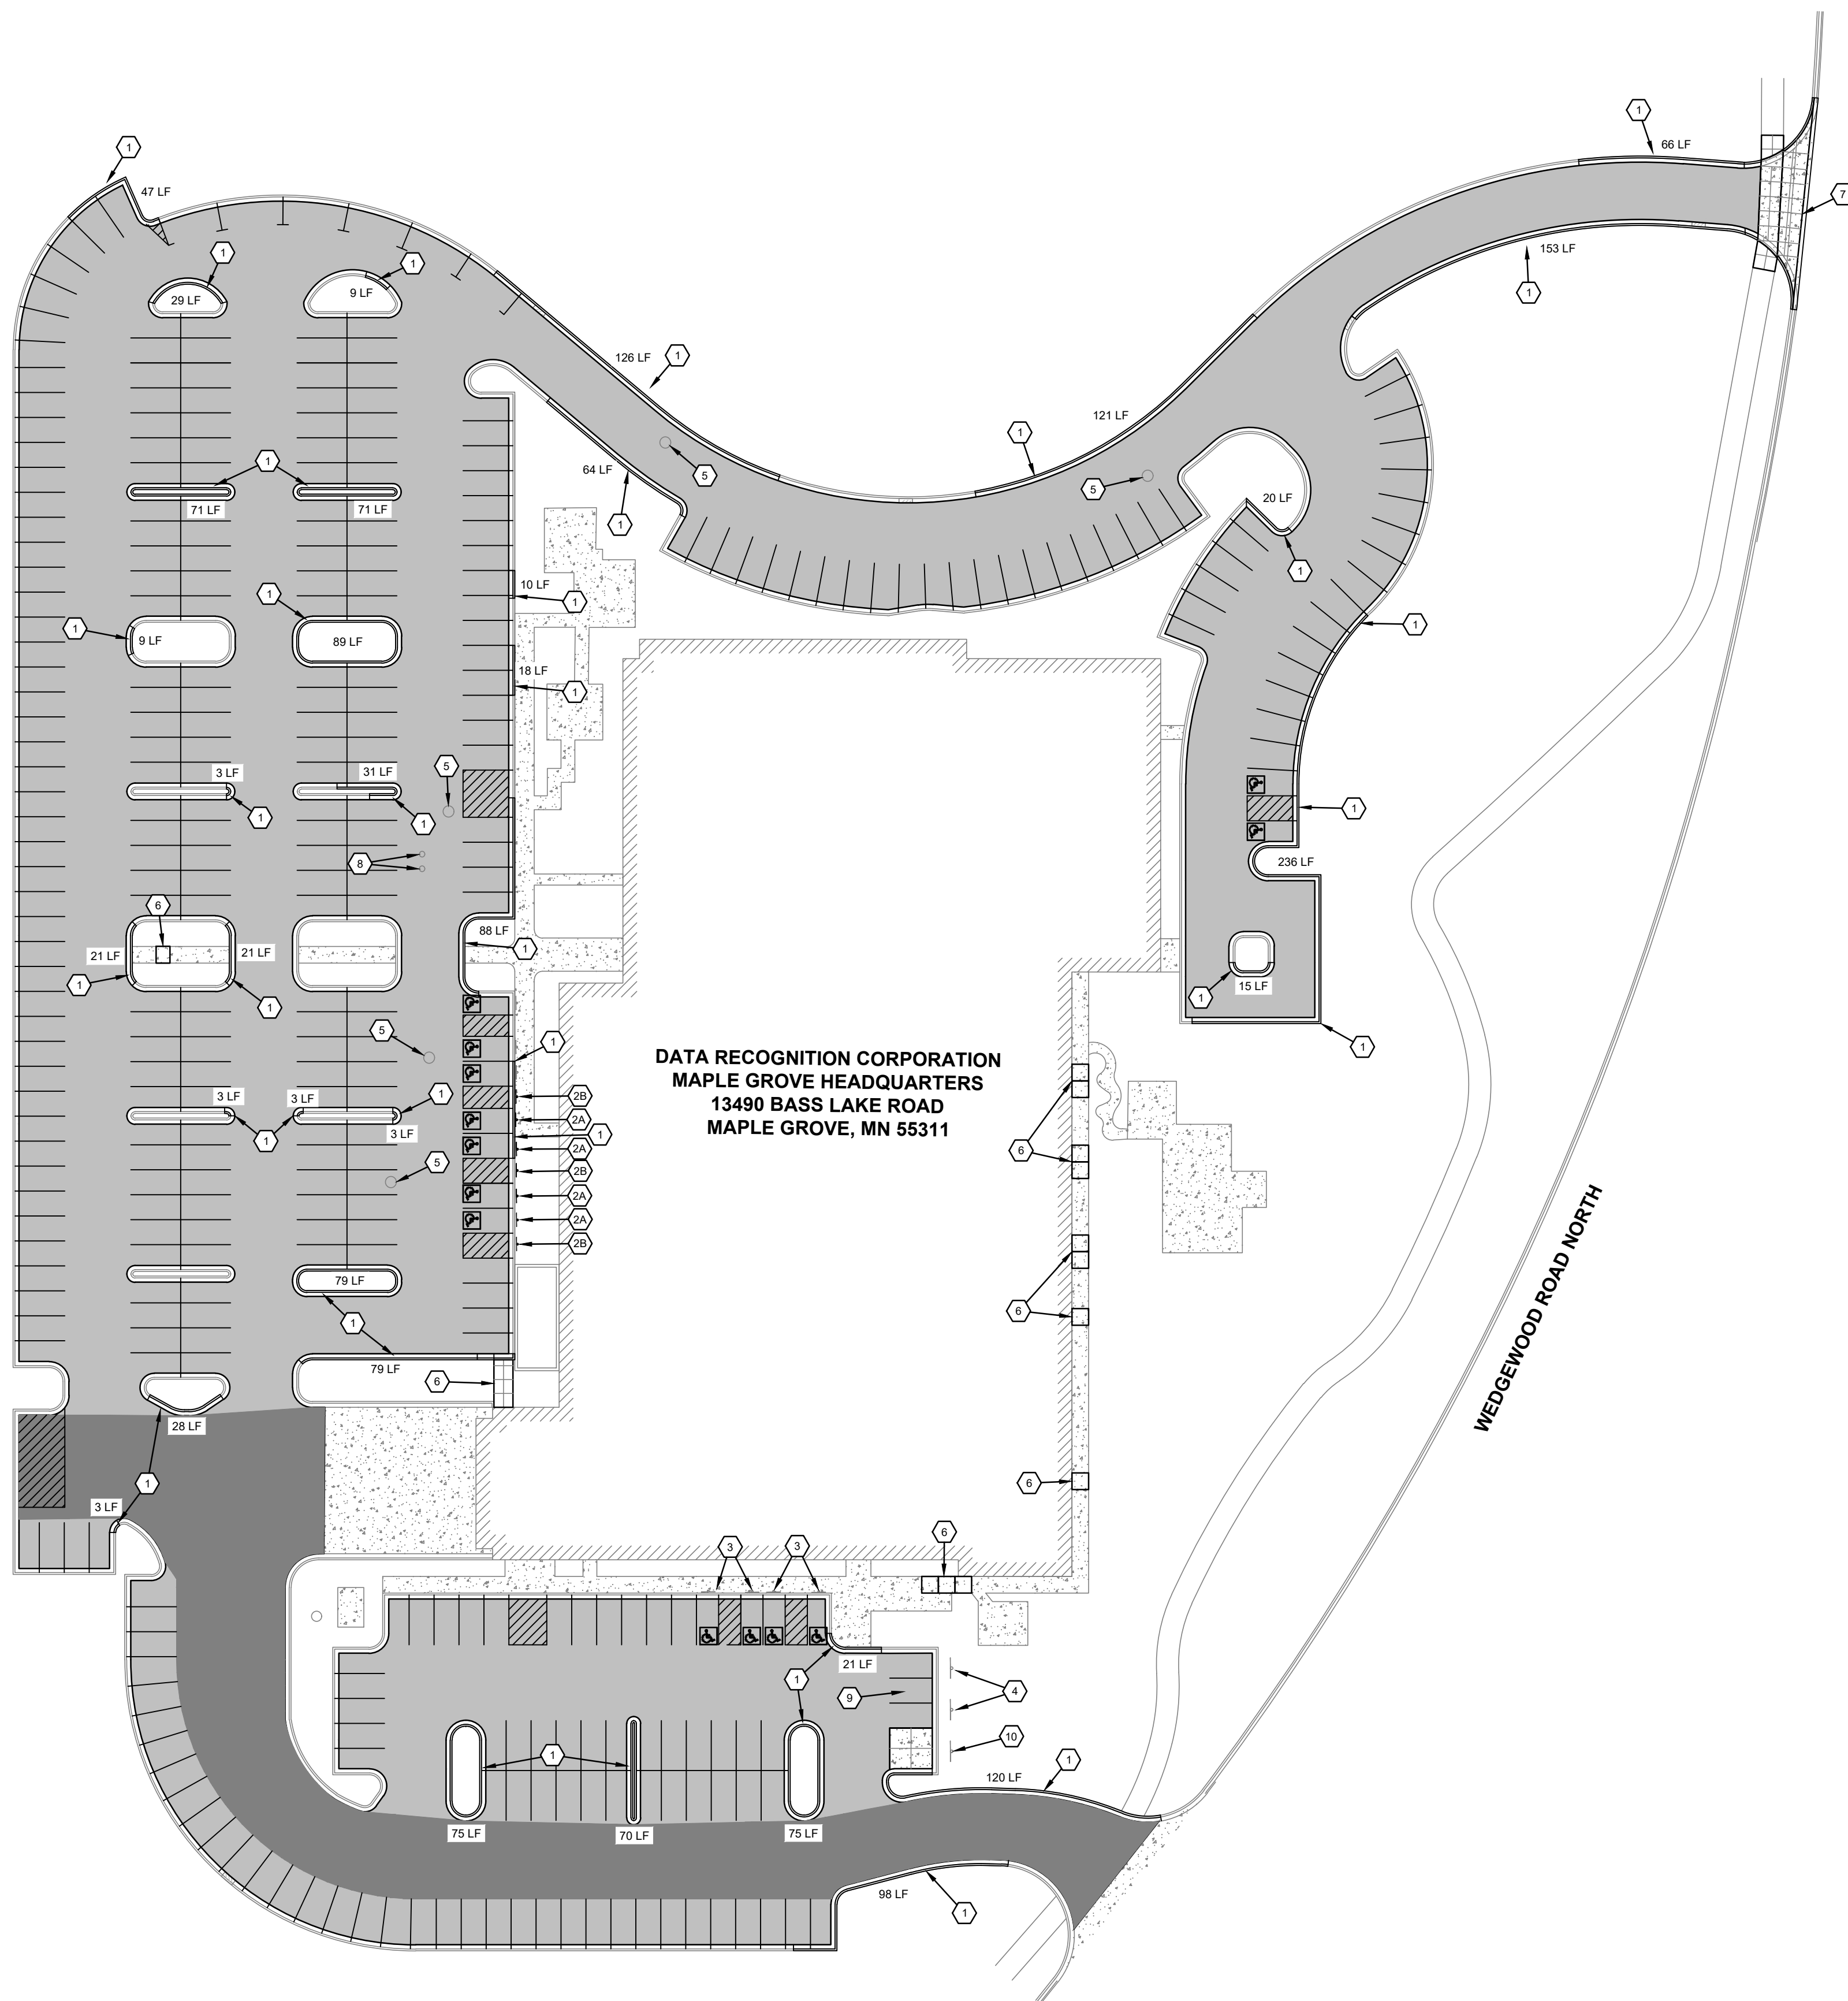 1
66 LF
1
47 LF
7
1
1
153 LF
29 LF
9 LF
1
126 LF
1
121 LF
1
1
64 LF
5
5
20 LF
71 LF
71 LF
1
1
10 LF
1
1
1
1
9 LF
89 LF
18 LF
1
5
3 LF
31 LF
1
1
1
8
236 LF
6
88 LF
1
21 LF
21 LF
1
1
1
15 LF
5
1
1
DATA RECOGNITION CORPORATION
MAPLE GROVE HEADQUARTERS
13490 BASS LAKE ROAD
MAPLE GROVE, MN 55311
3 LF
3 LF
1
2B
2A
1
3 LF
1
2A
6
5
2B
2A
2A
2B
WEDGEWOOD ROAD NORTH
79 LF
6
1
79 LF
6
28 LF
1
6
3 LF
6
3
3
21 LF
1
9
4
10
1
1
120 LF
75 LF
70 LF
75 LF
98 LF
1